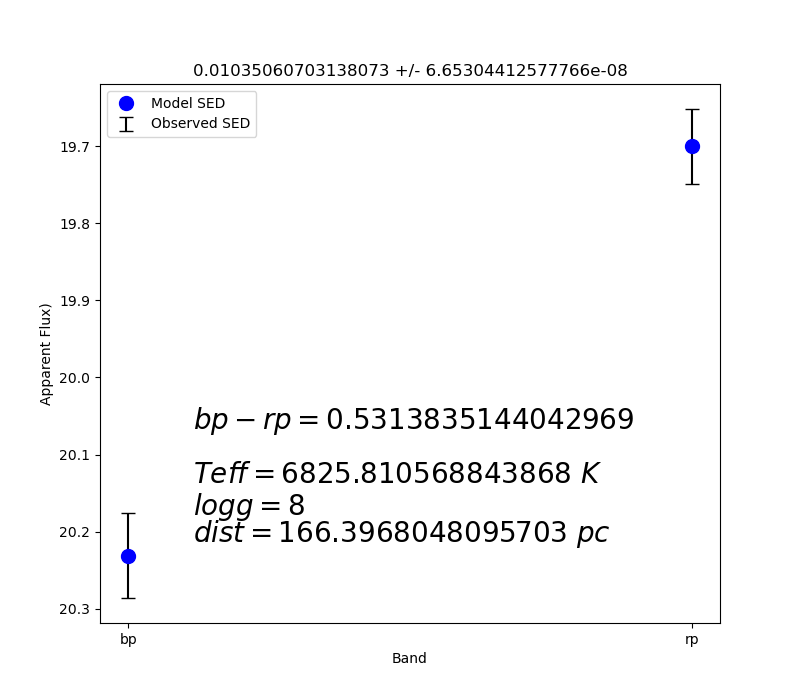 0.01035060703138073 +/- 6.65304412577766e-08
Model SED
Observed SED
19.7
19.8
19.9
20.0
20.1
20.2
20.3
Apparent Flux)
bp − rp = 0.5313835144042969
Teff = 6825.810568843868 K
logg = 8
dist = 166.3968048095703 pc
bp
rp
Band